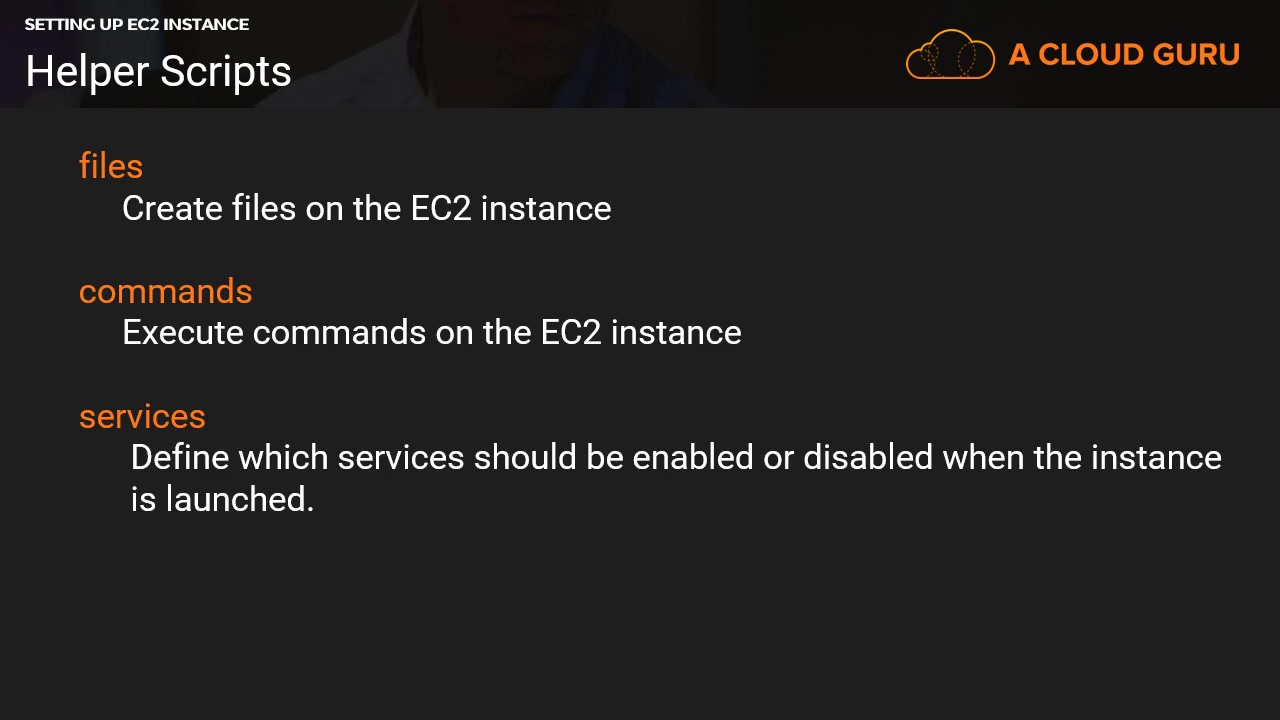 SETTING UP EC2 INSTANCE
Helper Scripts
A CLOUD GURU
files
Create files on the EC2 instance
commands
Execute commands on the EC2 instance
services
Define which services should be enabled or disabled when the instance
is launched.